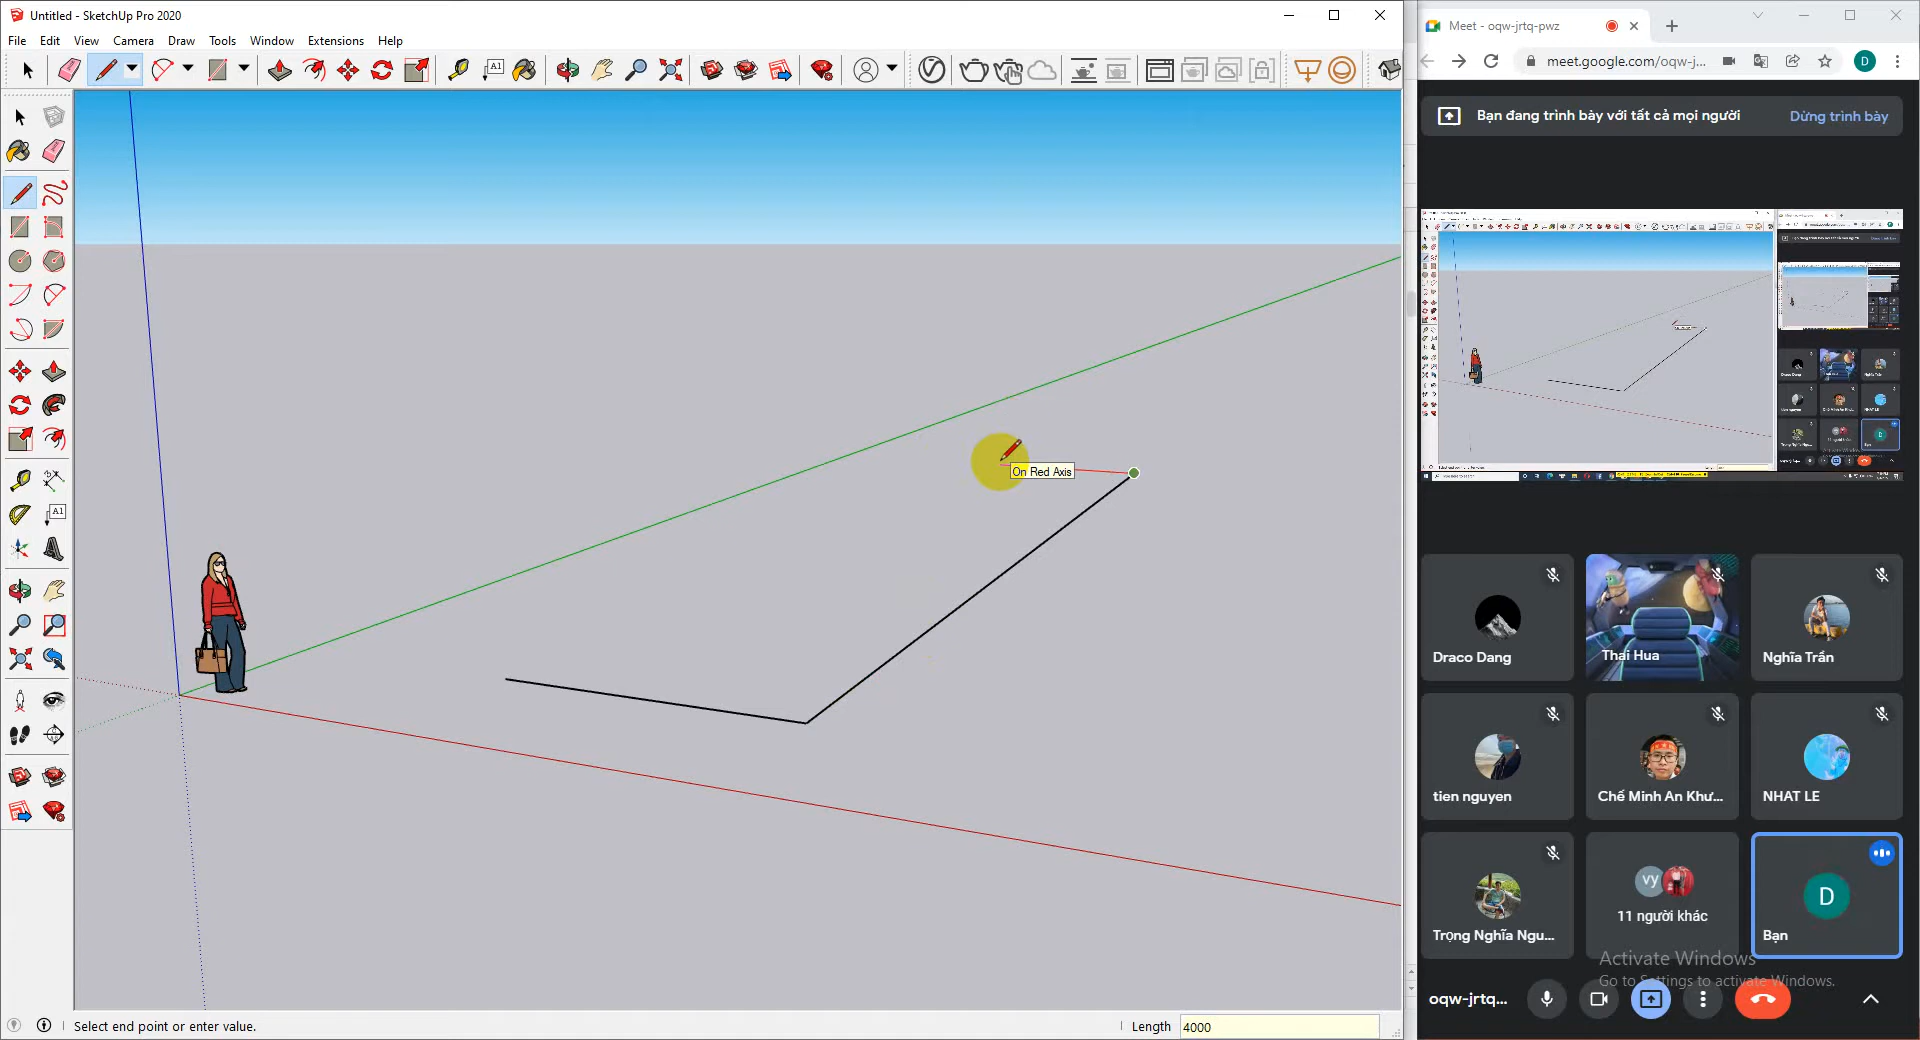 Untitled - SketchUp Pro 2020
File Edit View Camera Draw Tools Window Extensions Help
A1
On Red Axis
A1
Select end point or enter value.
Length 4000
Meet - oqw-jrtq-pwz
meet.google.com/oqw-j...
D
Bạn đang trình bày với tất cả mọi người
Dừng trình bày
Draco Dang
Thai Hua
Nghĩa Trần
tien nguyen
Chế Minh An Khư...
NHAT LE
vy
11 người khác
D
Trọng Nghĩa Ngu...
Bạn
Activate Windows
Go to Settings to activate Windows.
oqw-jrtq...